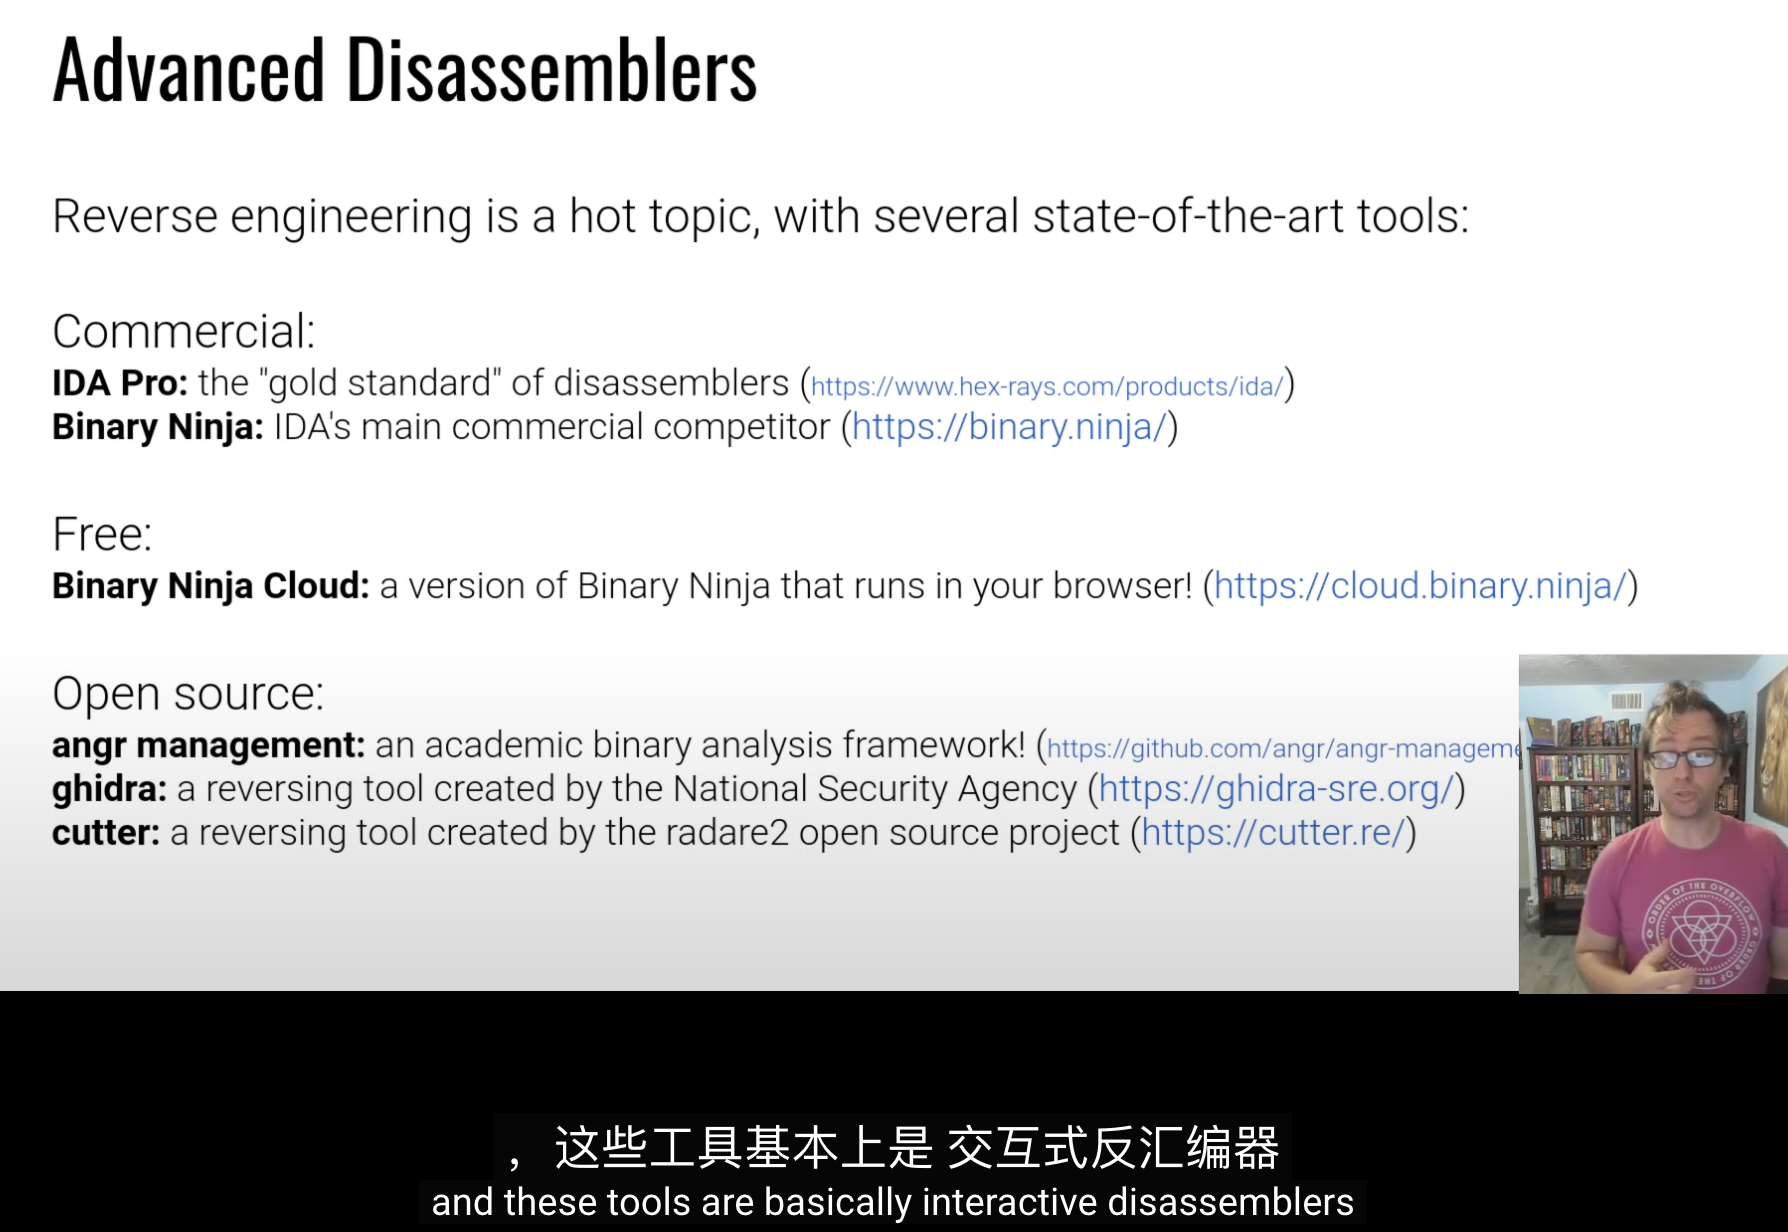 Advanced Disassemblers
Reverse engineering is a hot topic, with several state-of-the-art tools:
Commercial:
IDA Pro: the "gold standard" of disassemblers (https://www.hex-rays.com/products/ida/)
Binary Ninja: IDA's main commercial competitor (https://binary.ninja/)
Free:
Binary Ninja Cloud: a version of Binary Ninja that runs in your browser! (https://cloud.binary.ninja/)
Open source:
angr management: an academic binary analysis framework! (https://github.com/angr/angr-manageme
ghidra: a reversing tool created by the National Security Agency (https://ghidra-sre.org/)
cutter: a reversing tool created by the radare2 open source project (https://cutter.re/)
ORDER OF THE OVERFLOW
，这些工具基本上是 交互式反汇编器
and these tools are basically interactive disassemblers